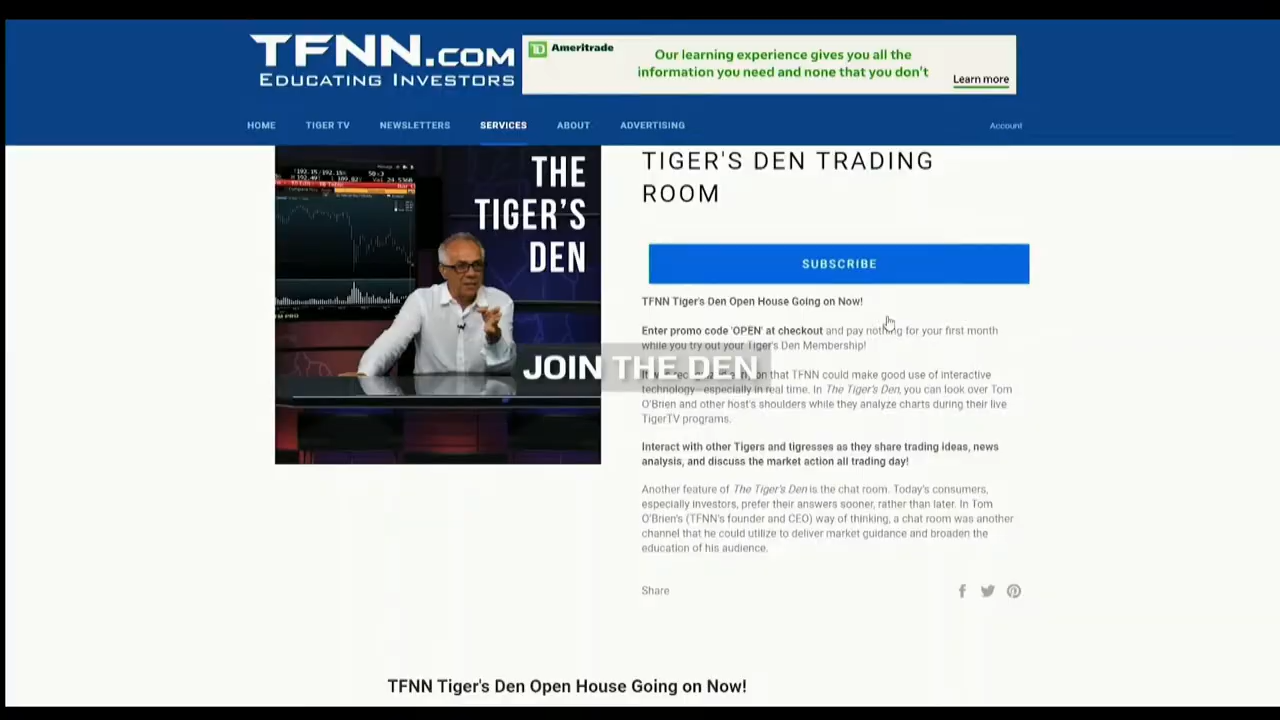 TFNN.COM
EDUCATING INVESTORS
Ameritrade
Our learning experience gives you all the
information you need and none that you don't
Learn more
HOME TIGER TV NEWSLETTERS SERVICES ABOUT ADVERTISING Account
THE
TIGER'S
DEN
TIGER'S DEN TRADING
ROOM
SUBSCRIBE
TFNN Tiger's Den Open House Going on Now!
Enter promo code 'OPEN' at checkout and pay nothing for your first month
while you try out your Tiger's Den Membership!
JOIN THE DEN
that TFNN could make good use of interactive
technology—especially in real time. In The Tiger's Den, you can look over Tom
O'Brien and other host's shoulders while they analyze charts during their live
TigerTV programs.
Interact with other Tigers and tigresses as they share trading ideas, news
analysis, and discuss the market action all trading day!
Another feature of The Tiger's Den is the chat room. Today's consumers,
especially investors, prefer their answers sooner, rather than later. In Tom
O'Brien's (TFNN's founder and CEO) way of thinking, a chat room was another
channel that he could utilize to deliver market guidance and broaden the
education of his audience.
Share
TFNN Tiger's Den Open House Going on Now!